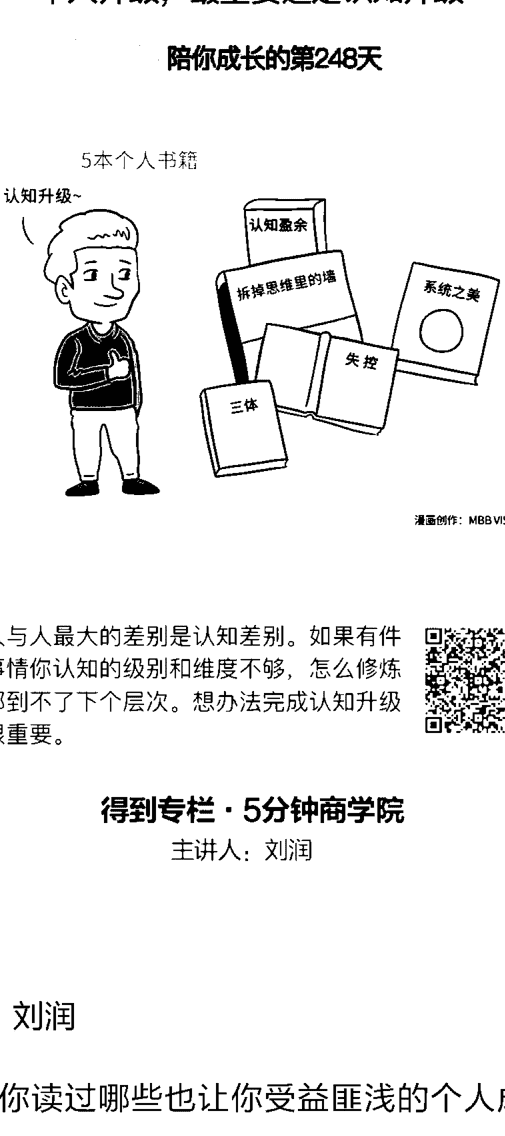 陪你成长的第248天
5本个人书籍
认知升级~
认知盈余
拆掉思维里的墙
系统之美
失控
三体
漫画创作：MBB VIS
人与人最大的差别是认知差别。如果有件
事情你认知的级别和维度不够，怎么修炼
都到不了下个层次。想办法完成认知升级
很重要。
得到专栏·5分钟商学院
主讲人：刘润
刘润
你读过哪些也让你受益匪浅的个人成